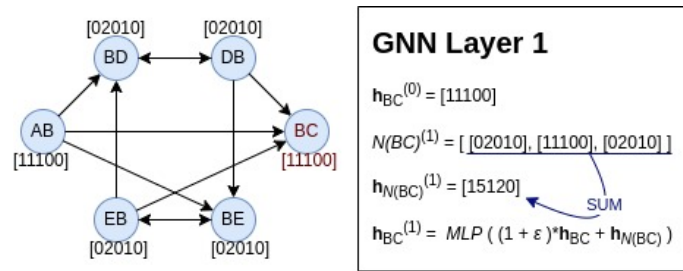 [02010] [02010]
BD DB
AB BC
[11100] [11100]
EB BE
[02010] [02010]
GNN Layer 1
hBC(0) = [11100]
N(BC)(1) = [ [02010], [11100], [02010] ]
hN(BC)(1) = [15120]
SUM
hBC(1) = MLP ( (1 + ε )*hBC + hN(BC) )